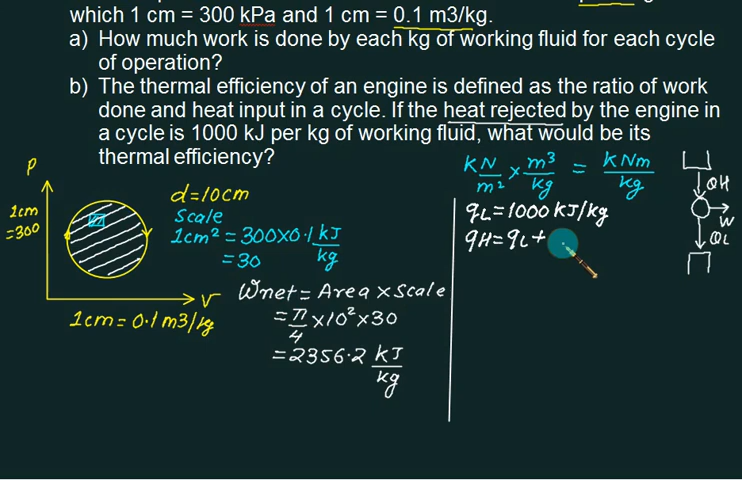 which 1 cm = 300 kPa and 1 cm = 0.1 m3/kg.
a) How much work is done by each kg of working fluid for each cycle
of operation?
b) The thermal efficiency of an engine is defined as the ratio of work
done and heat input in a cycle. If the heat rejected by the engine in
a cycle is 1000 kJ per kg of working fluid, what would be its
thermal efficiency?
P
1cm
=300
V
1cm = 0.1 m3/kg
d=10cm
Scale
1cm² = 300X0.1 kJ/kg
=30
Wnet = Area x Scale
= π/4 x10²x30
= 2356.2 kJ/kg
kN/m² x m³/kg = kNm/kg
qL=1000 kJ/kg
qH=qL+
QH
W
QL